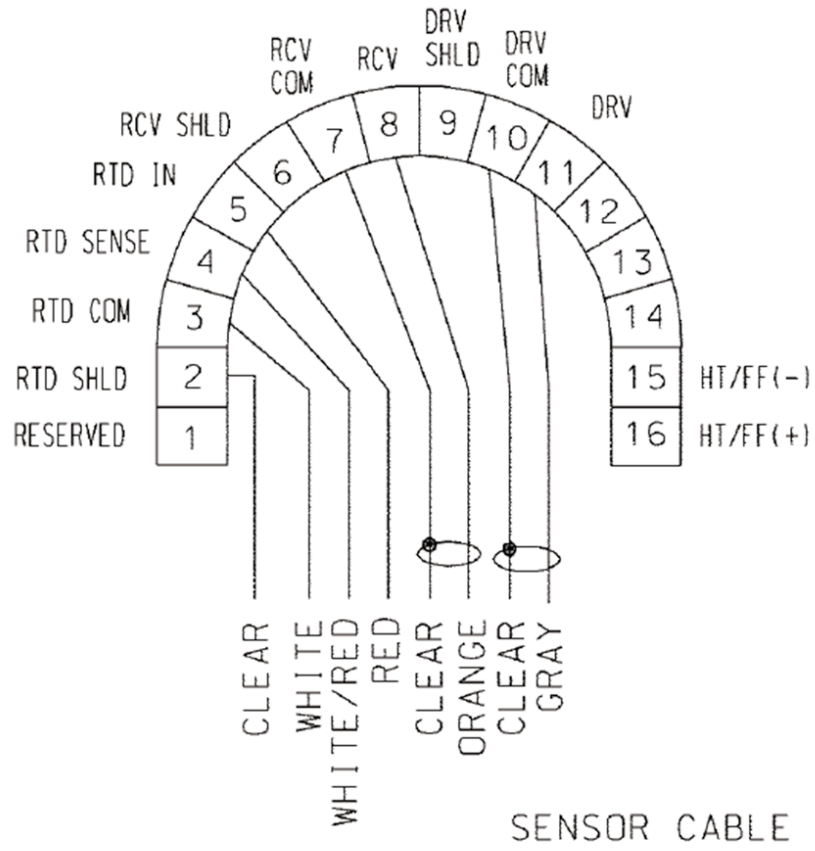 DRV
SHLD
RCV
COM
RCV
DRV
COM
DRV
RCV SHLD
RTD IN
RTD SENSE
RTD COM
RTD SHLD
RESERVED
1
2
3
4
5
6
7
8
9
10
11
12
13
14
15
16
HT/FF(-)
HT/FF(+)
CLEAR
WHITE
WHITE/RED
RED
CLEAR
ORANGE
CLEAR
GRAY
SENSOR CABLE